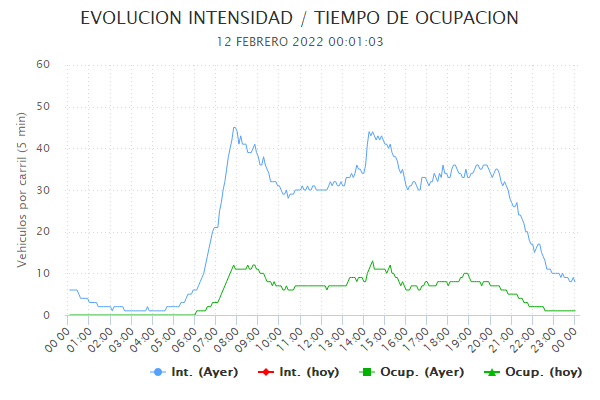 EVOLUCION INTENSIDAD / TIEMPO DE OCUPACION
12 FEBRERO 2022 00:01:03
Vehiculos por carril (5 min)
60
50
40
30
20
10
0
00:00 01:00 02:00 03:00 04:00 05:00 06:00 07:00 08:00 09:00 10:00 11:00 12:00 13:00 14:00 15:00 16:00 17:00 18:00 19:00 20:00 21:00 22:00 23:00 00:00
Int. (Ayer) Int. (hoy) Ocup. (Ayer) Ocup. (hoy)